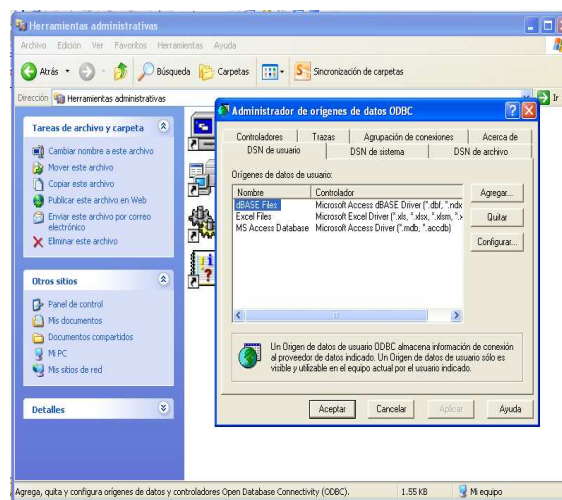 Herramientas administrativas
Archivo Edición Ver Favoritos Herramientas Ayuda
Atrás Búsqueda Carpetas Sincronización de carpetas
Dirección Herramientas administrativas Ir
Tareas de archivo y carpeta
Cambiar nombre a este archivo
Mover este archivo
Copiar este archivo
Publicar este archivo en Web
Enviar este archivo por correo
electrónico
Eliminar este archivo
Otros sitios
Panel de control
Mis documentos
Documentos compartidos
Mi PC
Mis sitios de red
Detalles
Administrador de orígenes de datos ODBC
Controladores Trazas Agrupación de conexiones Acerca de
DSN de usuario DSN de sistema DSN de archivo
Orígenes de datos de usuario:
Nombre Controlador
dBASE Files Microsoft Access dBASE Driver (*.dbf, *.ndx
Excel Files Microsoft Excel Driver (*.xls, *.xlsx, *.xlsm, *.x
MS Access Database Microsoft Access Driver (*.mdb, *.accdb)
Agregar...
Quitar
Configurar...
Un Origen de datos de usuario ODBC almacena información de conexión
al proveedor de datos indicado. Un Origen de datos de usuario sólo es
visible y utilizable en el equipo actual por el usuario indicado.
Aceptar Cancelar Aplicar Ayuda
Agrega, quita y configura orígenes de datos y controladores Open Database Connectivity (ODBC). 1.55 KB Mi equipo